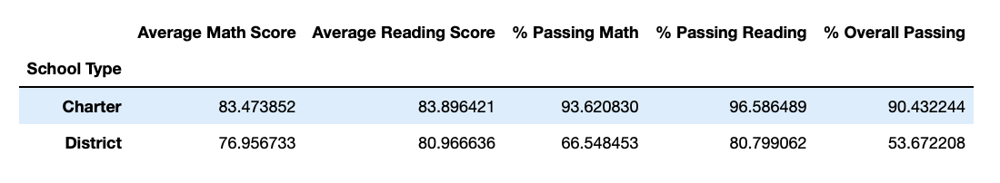 Average Math Score Average Reading Score % Passing Math % Passing Reading % Overall Passing
School Type
Charter 83.473852 83.896421 93.620830 96.586489 90.432244
District 76.956733 80.966636 66.548453 80.799062 53.672208